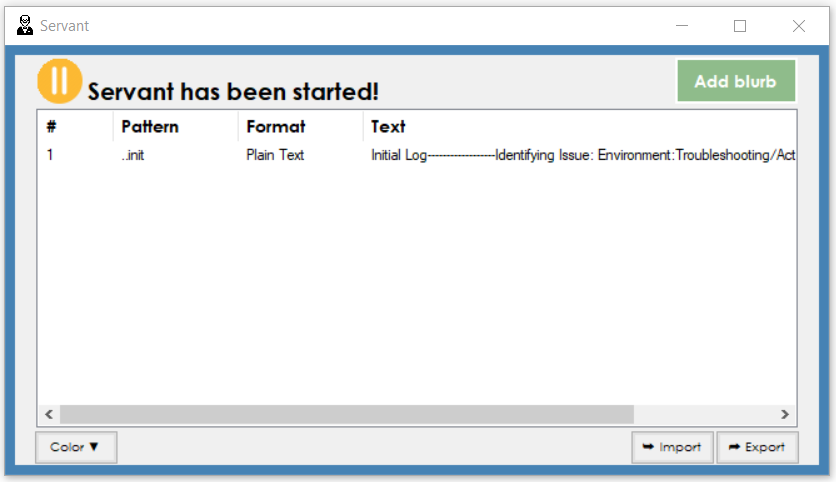 Servant
Servant has been started!
Add blurb
# Pattern Format Text
1 ..init Plain Text Initial Log------------------Identifying Issue: Environment:Troubleshooting/Act
Color ▼
➥ Import
➦ Export